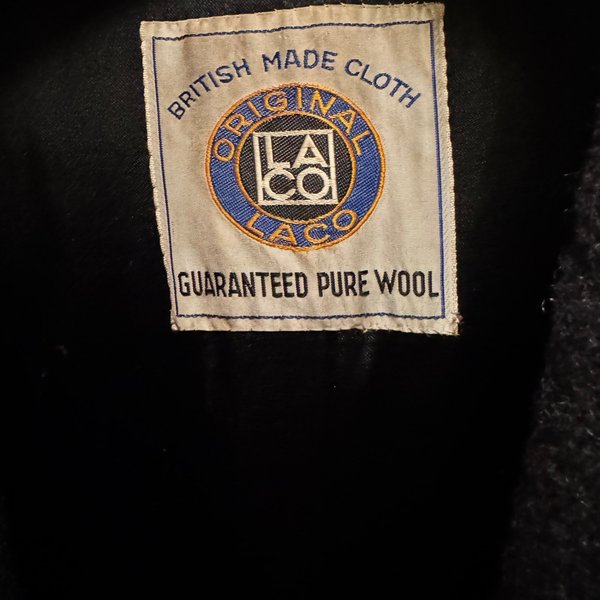 BRITISH MADE CLOTH
ORIGINAL
LA
CO
LACO
GUARANTEED PURE WOOL